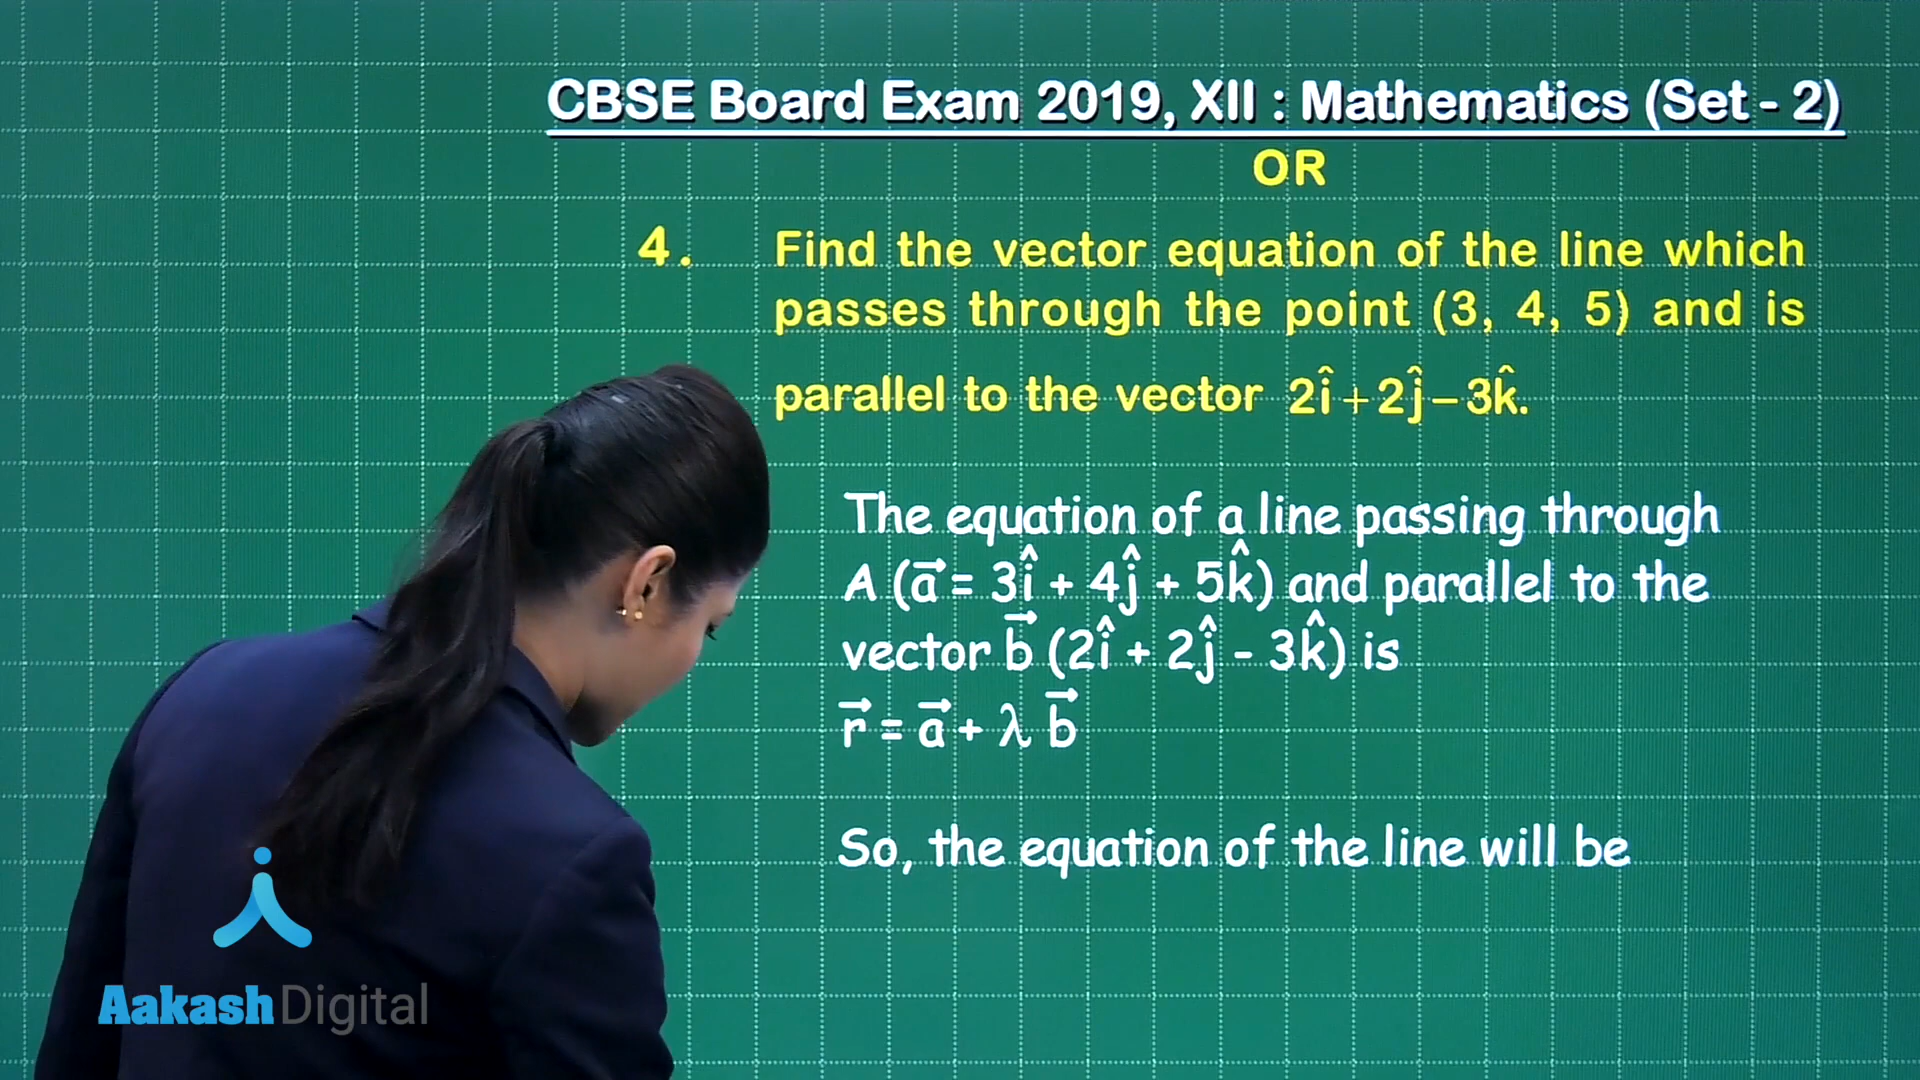 CBSE Board Exam 2019, XII : Mathematics (Set - 2)
OR
4. Find the vector equation of the line which
passes through the point (3, 4, 5) and is
parallel to the vector 2î + 2ĵ – 3k̂.
The equation of a line passing through
A (a⃗ = 3î + 4ĵ + 5k̂) and parallel to the
vector b⃗ (2î + 2ĵ - 3k̂) is
r⃗ = a⃗ + λ b⃗
So, the equation of the line will be
Aakash Digital